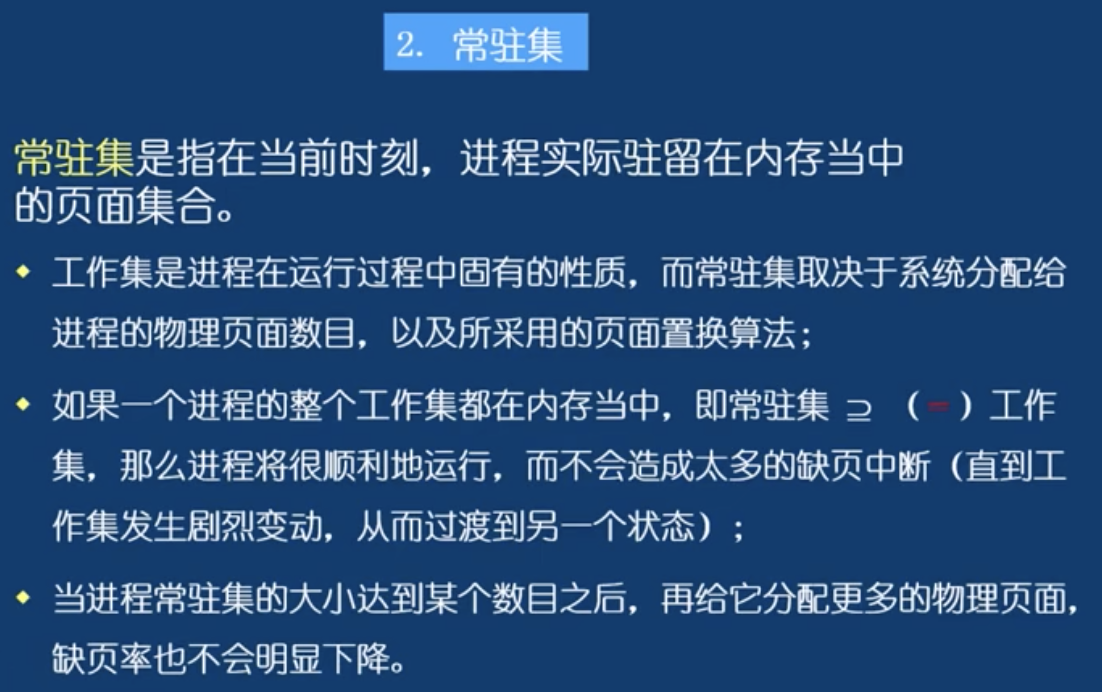 2. 常驻集
常驻集是指在当前时刻，进程实际驻留在内存当中
的页面集合。
工作集是进程在运行过程中固有的性质，而常驻集取决于系统分配给
进程的物理页面数目，以及所采用的页面置换算法；
如果一个进程的整个工作集都在内存当中，即常驻集 ⊇ （=）工作
集，那么进程将很顺利地运行，而不会造成太多的缺页中断（直到工
作集发生剧烈变动，从而过渡到另一个状态）；
当进程常驻集的大小达到某个数目之后，再给它分配更多的物理页面，
缺页率也不会明显下降。